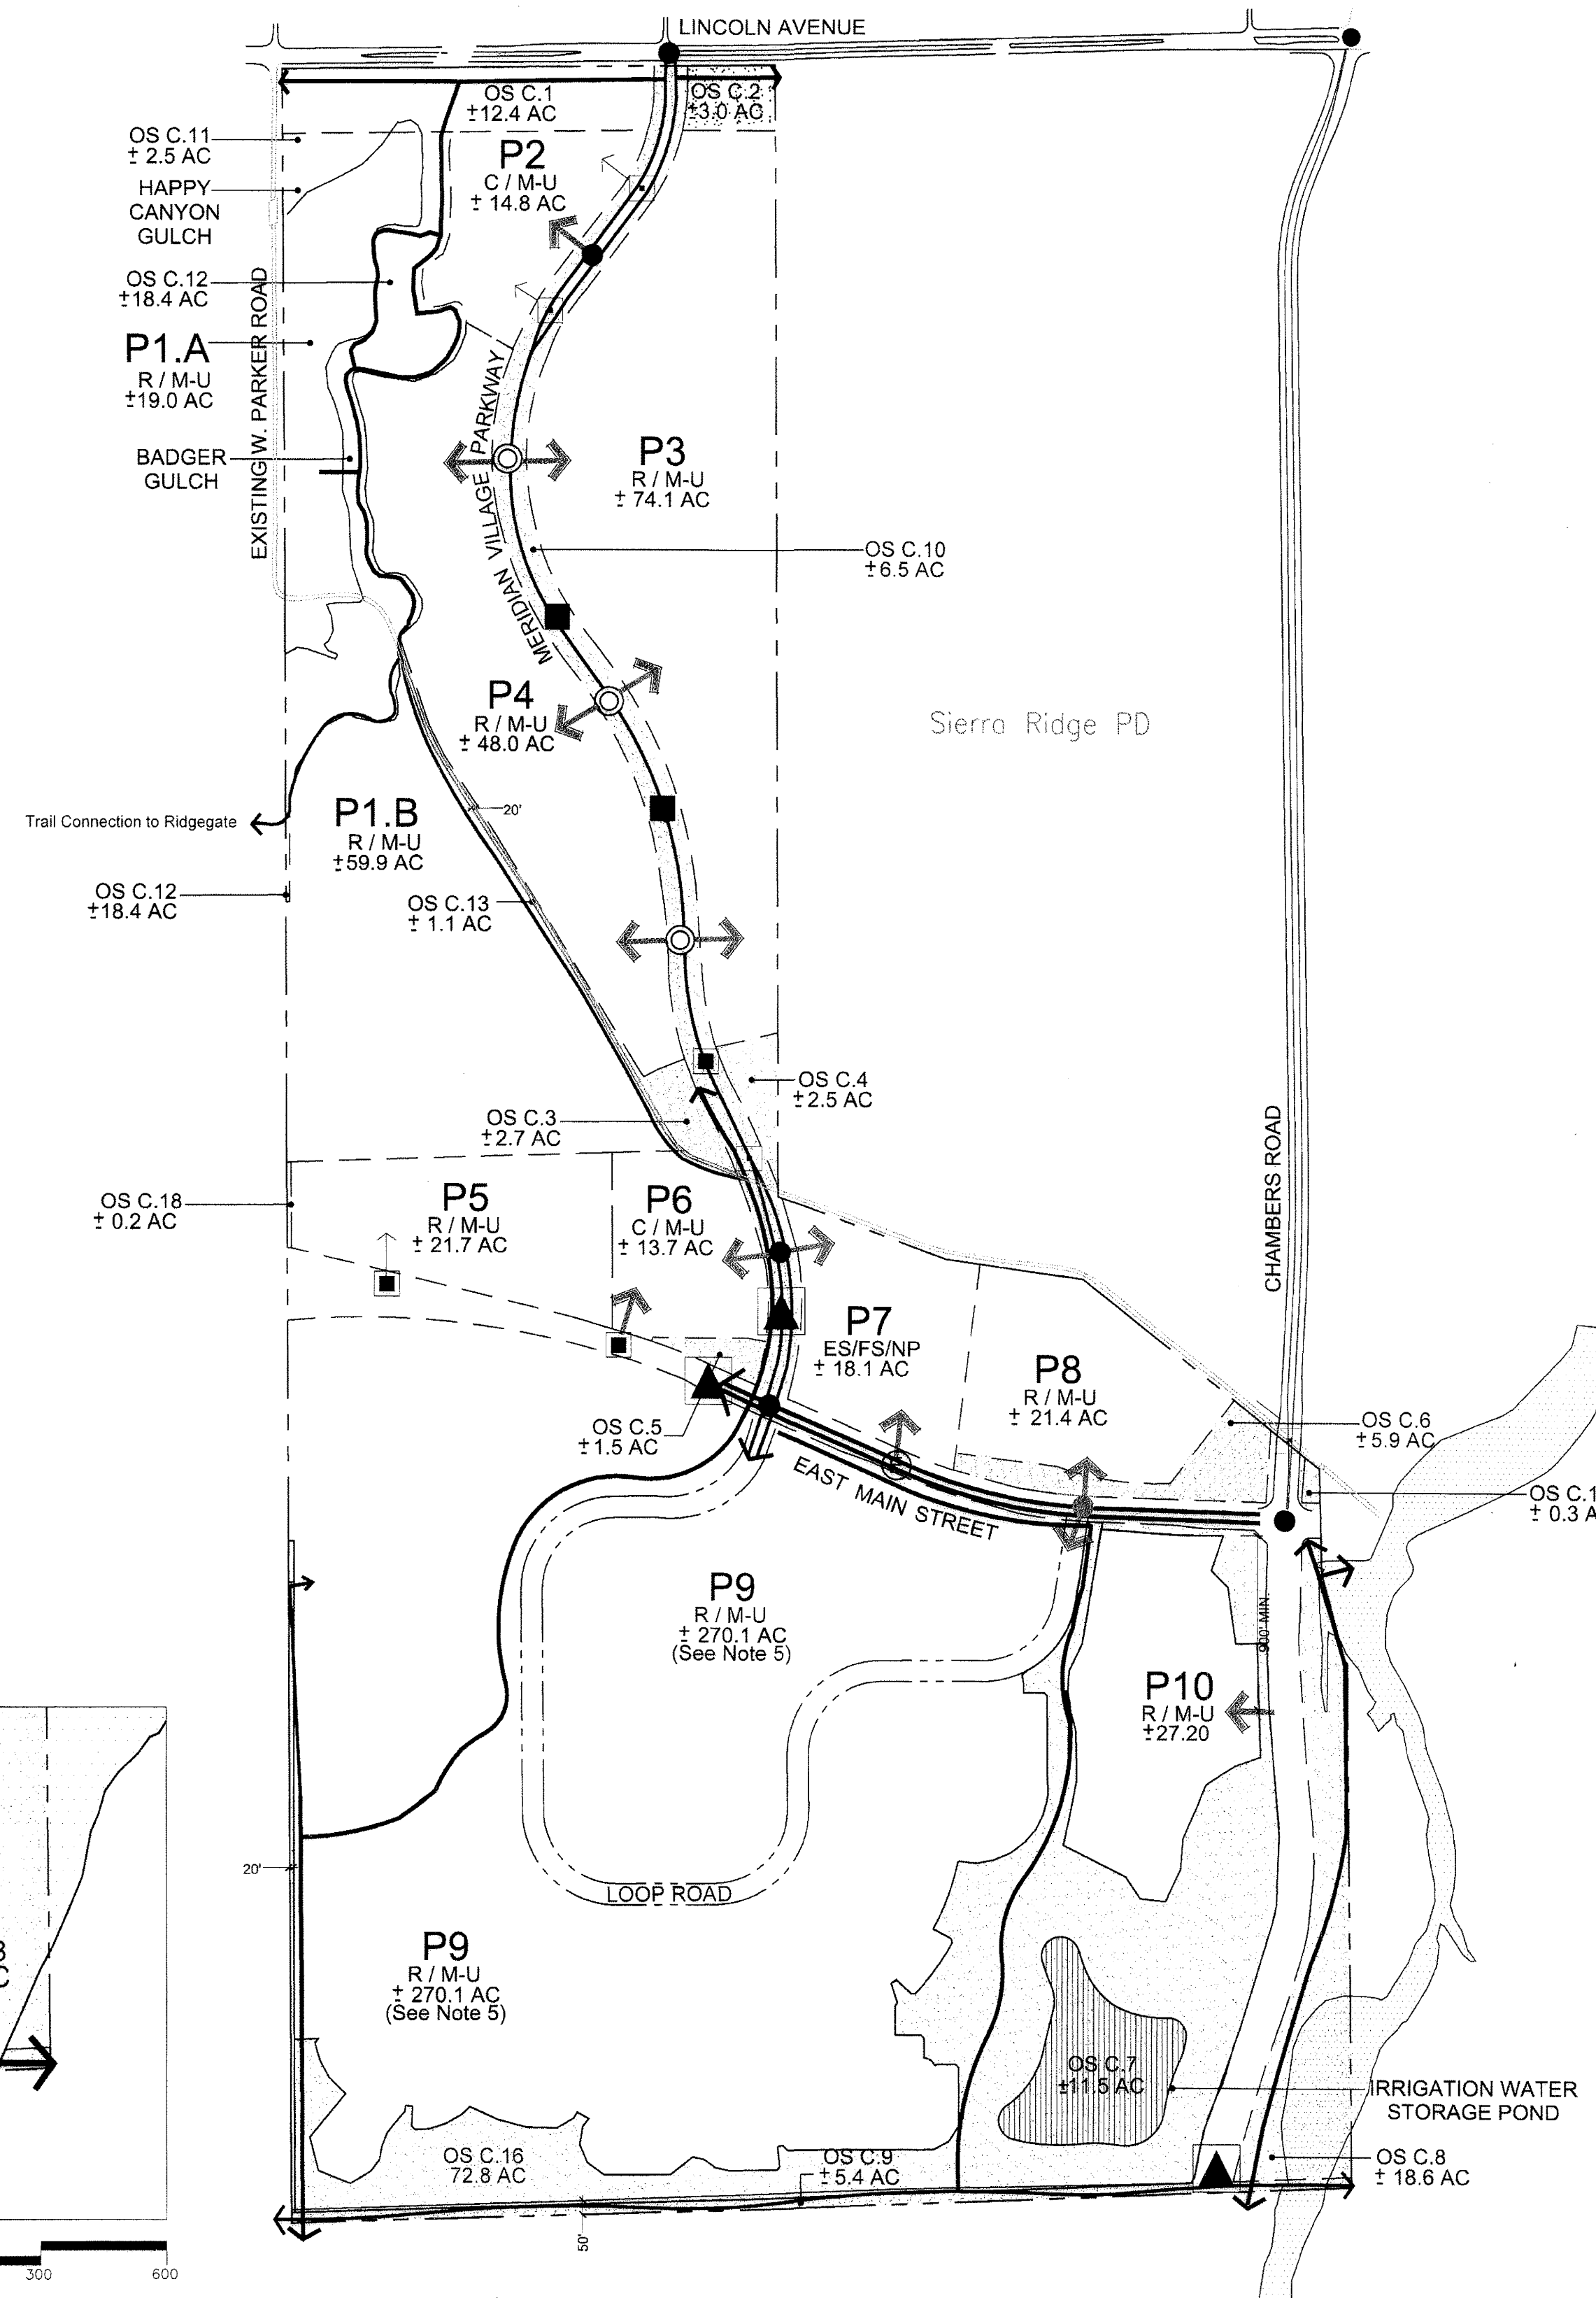 LINCOLN AVENUE
OS C.1
±12.4 AC
OS C.2
±3.0 AC
OS C.11
± 2.5 AC
HAPPY
CANYON
GULCH
P2
C / M-U
± 14.8 AC
OS C.12
±18.4 AC
P1.A
R / M-U
±19.0 AC
EXISTING W. PARKER ROAD
BADGER
GULCH
MERIDIAN VILLAGE PARKWAY
P3
R / M-U
± 74.1 AC
OS C.10
±6.5 AC
P4
R / M-U
± 48.0 AC
Sierra Ridge PD
Trail Connection to Ridgegate
P1.B
R / M-U
±59.9 AC
20'
OS C.12
±18.4 AC
OS C.13
± 1.1 AC
OS C.4
±2.5 AC
OS C.3
±2.7 AC
CHAMBERS ROAD
OS C.18
± 0.2 AC
P5
R / M-U
± 21.7 AC
P6
C / M-U
± 13.7 AC
P7
ES/FS/NP
± 18.1 AC
P8
R / M-U
± 21.4 AC
OS C.5
±1.5 AC
OS C.6
±5.9 AC
EAST MAIN STREET
OS C.1
± 0.3 A
P9
R / M-U
± 270.1 AC
(See Note 5)
900' MIN.
P10
R / M-U
±27.20
20'
LOOP ROAD
P9
R / M-U
± 270.1 AC
(See Note 5)
OS C.7
±11.5 AC
IRRIGATION WATER
STORAGE POND
OS C.16
72.8 AC
OS C.9
±5.4 AC
OS C.8
± 18.6 AC
50'
300
600